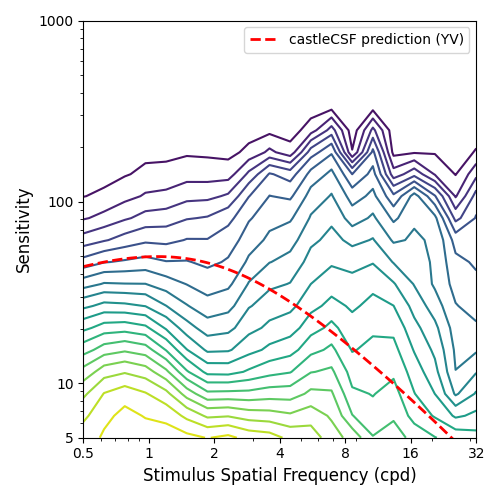 castleCSF prediction (YV)
Sensitivity
1000
100
10
5
0.5 1 2 4 8 16 32
Stimulus Spatial Frequency (cpd)